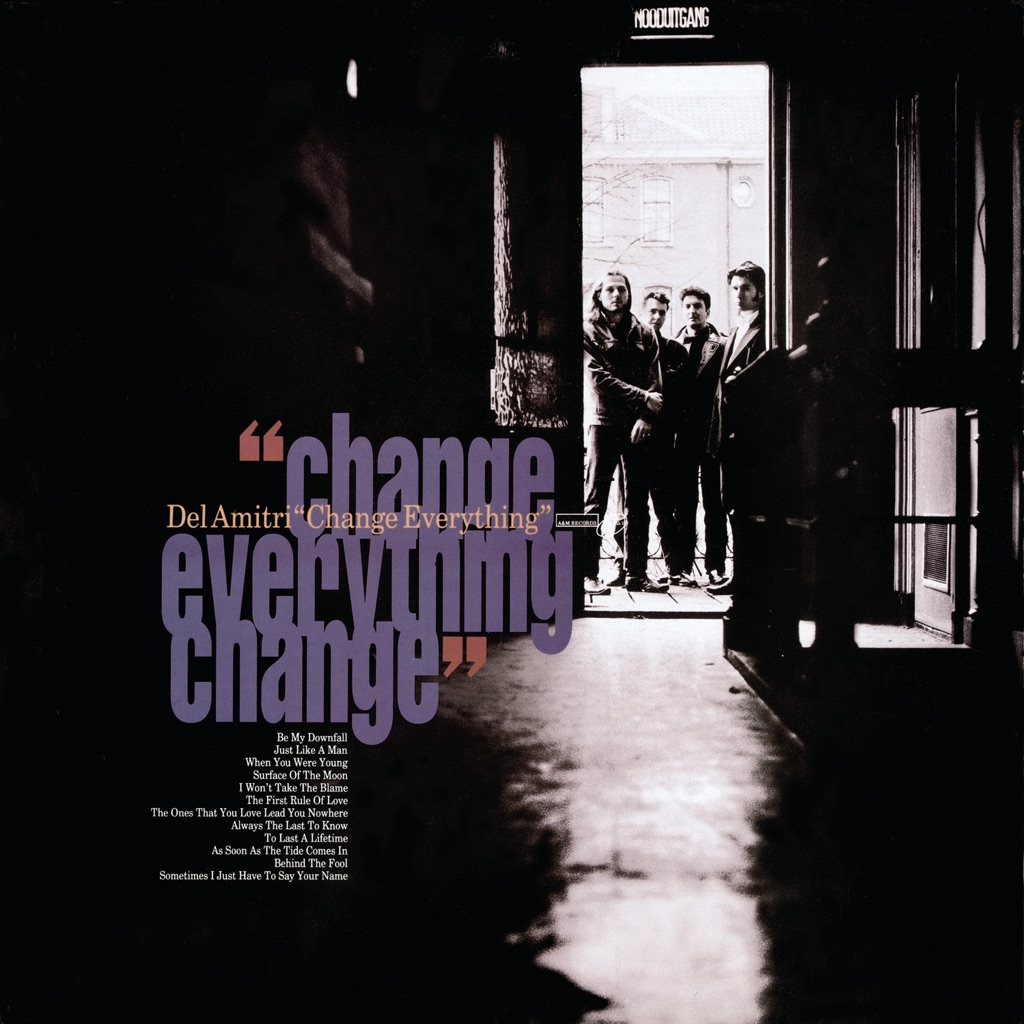 NOODUITGANG
“change
Del Amitri “Change Everything” A&M RECORDS
everything
change”
Be My Downfall
Just Like A Man
When You Were Young
Surface Of The Moon
I Won't Take The Blame
The First Rule Of Love
The Ones That You Love Lead You Nowhere
Always The Last To Know
To Last A Lifetime
As Soon As The Tide Comes In
Behind The Fool
Sometimes I Just Have To Say Your Name